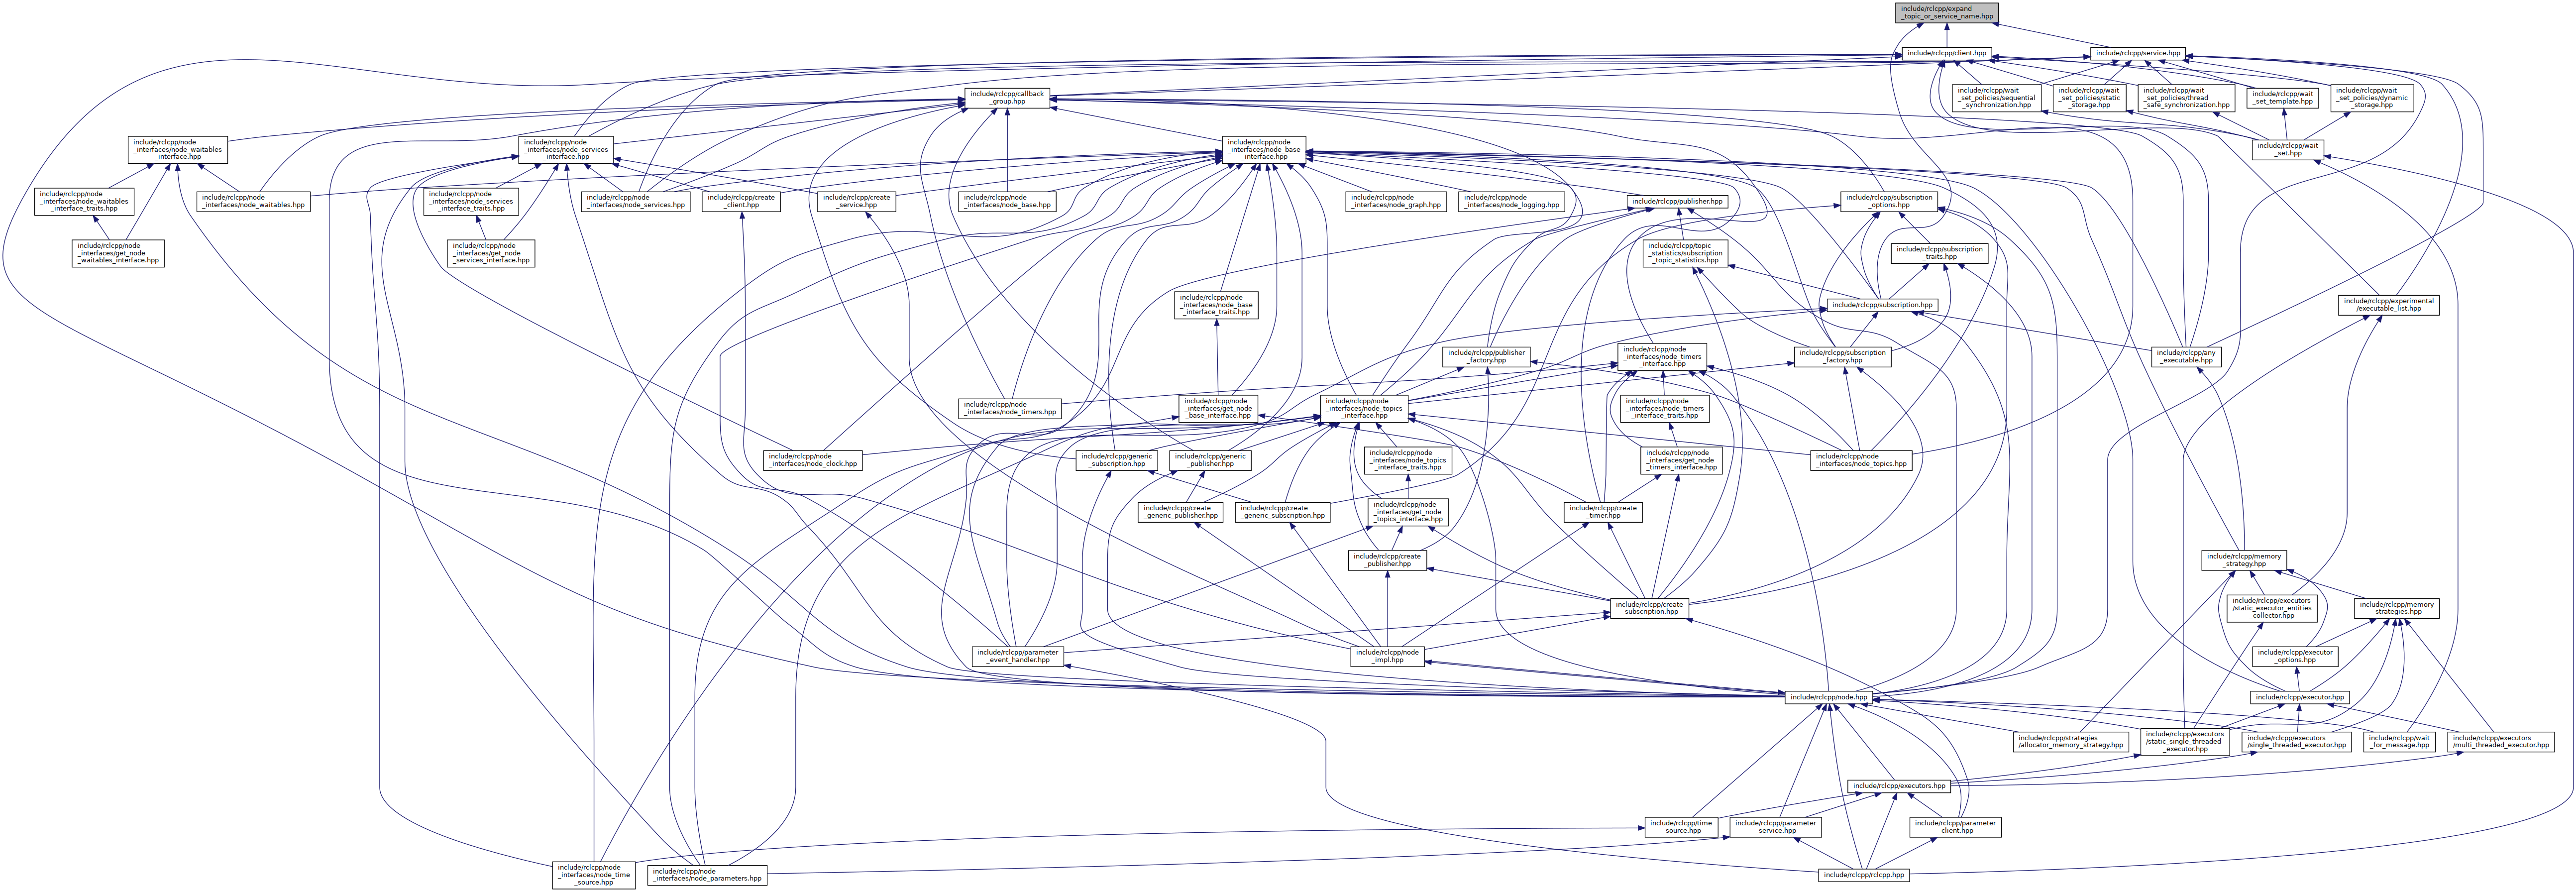 include/rclcpp/expand
_topic_or_service_name.hpp
include/rclcpp/client.hpp
include/rclcpp/service.hpp
include/rclcpp/callback
_group.hpp
include/rclcpp/wait
_set_policies/sequential
_synchronization.hpp
include/rclcpp/wait
_set_policies/static
_storage.hpp
include/rclcpp/wait
_set_policies/thread
_safe_synchronization.hpp
include/rclcpp/wait
_set_template.hpp
include/rclcpp/wait
_set_policies/dynamic
_storage.hpp
include/rclcpp/node
_interfaces/node_waitables
_interface.hpp
include/rclcpp/node
_interfaces/node_services
_interface.hpp
include/rclcpp/node
_interfaces/node_base
_interface.hpp
include/rclcpp/wait
_set.hpp
include/rclcpp/node
_interfaces/node_waitables
_interface_traits.hpp
include/rclcpp/node
_interfaces/node_waitables.hpp
include/rclcpp/node
_interfaces/node_services
_interface_traits.hpp
include/rclcpp/node
_interfaces/node_services.hpp
include/rclcpp/create
_client.hpp
include/rclcpp/create
_service.hpp
include/rclcpp/node
_interfaces/node_base.hpp
include/rclcpp/node
_interfaces/node_graph.hpp
include/rclcpp/node
_interfaces/node_logging.hpp
include/rclcpp/publisher.hpp
include/rclcpp/subscription
_options.hpp
include/rclcpp/node
_interfaces/get_node
_waitables_interface.hpp
include/rclcpp/node
_interfaces/get_node
_services_interface.hpp
include/rclcpp/topic
_statistics/subscription
_topic_statistics.hpp
include/rclcpp/subscription
_traits.hpp
include/rclcpp/node
_interfaces/node_base
_interface_traits.hpp
include/rclcpp/subscription.hpp
include/rclcpp/experimental
/executable_list.hpp
include/rclcpp/publisher
_factory.hpp
include/rclcpp/node
_interfaces/node_timers
_interface.hpp
include/rclcpp/subscription
_factory.hpp
include/rclcpp/any
_executable.hpp
include/rclcpp/node
_interfaces/node_timers.hpp
include/rclcpp/node
_interfaces/get_node
_base_interface.hpp
include/rclcpp/node
_interfaces/node_topics
_interface.hpp
include/rclcpp/node
_interfaces/node_timers
_interface_traits.hpp
include/rclcpp/node
_interfaces/node_clock.hpp
include/rclcpp/generic
_subscription.hpp
include/rclcpp/generic
_publisher.hpp
include/rclcpp/node
_interfaces/node_topics
_interface_traits.hpp
include/rclcpp/node
_interfaces/get_node
_timers_interface.hpp
include/rclcpp/node
_interfaces/node_topics.hpp
include/rclcpp/create
_generic_publisher.hpp
include/rclcpp/create
_generic_subscription.hpp
include/rclcpp/node
_interfaces/get_node
_topics_interface.hpp
include/rclcpp/create
_timer.hpp
include/rclcpp/create
_publisher.hpp
include/rclcpp/memory
_strategy.hpp
include/rclcpp/create
_subscription.hpp
include/rclcpp/executors
/static_executor_entities
_collector.hpp
include/rclcpp/memory
_strategies.hpp
include/rclcpp/parameter
_event_handler.hpp
include/rclcpp/node
_impl.hpp
include/rclcpp/executor
_options.hpp
include/rclcpp/node.hpp
include/rclcpp/executor.hpp
include/rclcpp/strategies
/allocator_memory_strategy.hpp
include/rclcpp/executors
/static_single_threaded
_executor.hpp
include/rclcpp/executors
/single_threaded_executor.hpp
include/rclcpp/wait
_for_message.hpp
include/rclcpp/executors
/multi_threaded_executor.hpp
include/rclcpp/executors.hpp
include/rclcpp/time
_source.hpp
include/rclcpp/parameter
_service.hpp
include/rclcpp/parameter
_client.hpp
include/rclcpp/node
_interfaces/node_time
_source.hpp
include/rclcpp/node
_interfaces/node_parameters.hpp
include/rclcpp/rclcpp.hpp